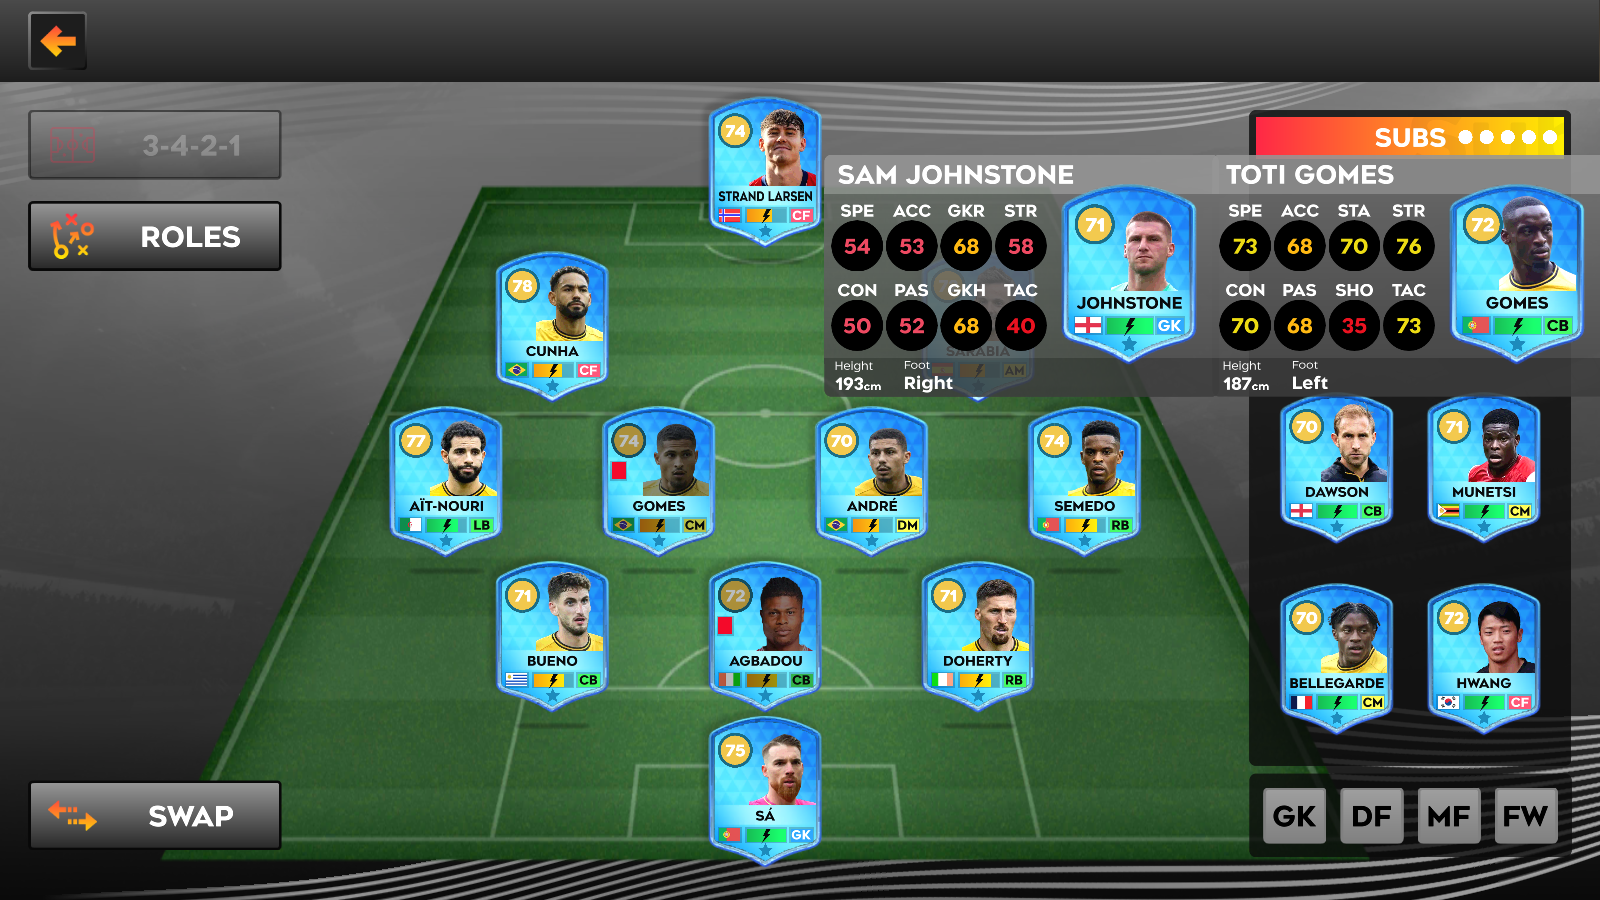 3-4-2-1
ROLES
SWAP
SUBS
74
STRAND LARSEN
CF
78
CUNHA
CF
SARABIA
AM
77
AÏT-NOURI
LB
74
GOMES
CM
70
ANDRÉ
DM
74
SEMEDO
RB
71
BUENO
CB
72
AGBADOU
CB
71
DOHERTY
RB
75
SÁ
GK
SAM JOHNSTONE
SPE ACC GKR STR
54 53 68 58
CON PAS GKH TAC
50 52 68 40
Height Foot
193cm Right
71
JOHNSTONE
GK
TOTI GOMES
SPE ACC STA STR
73 68 70 76
CON PAS SHO TAC
70 68 35 73
Height Foot
187cm Left
72
GOMES
CB
70
DAWSON
CB
71
MUNETSI
CM
70
BELLEGARDE
CM
72
HWANG
CF
GK DF MF FW